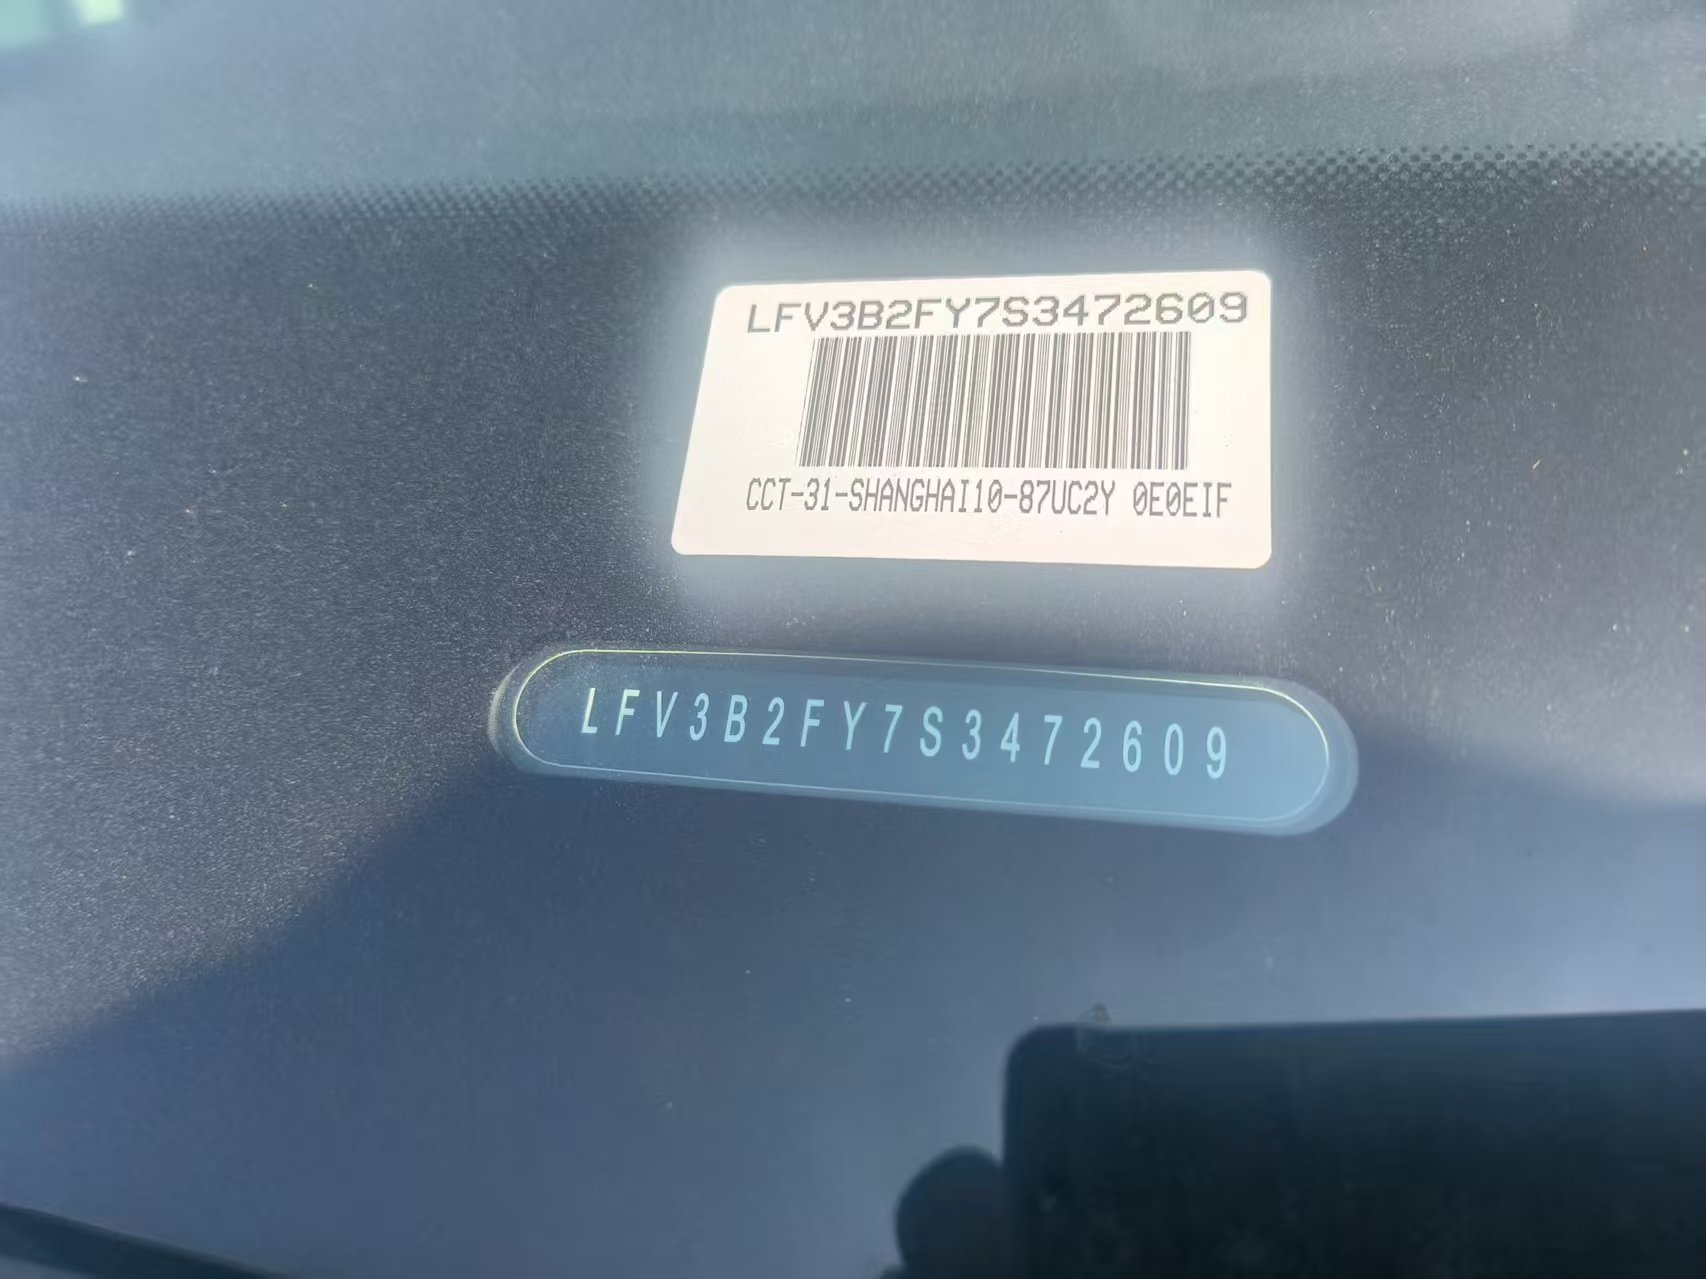 LFV3B2FY7S3472609
CCT-31-SHANGHAI10-87UC2Y 0E0EIF
LFV3B2FY7S3472609